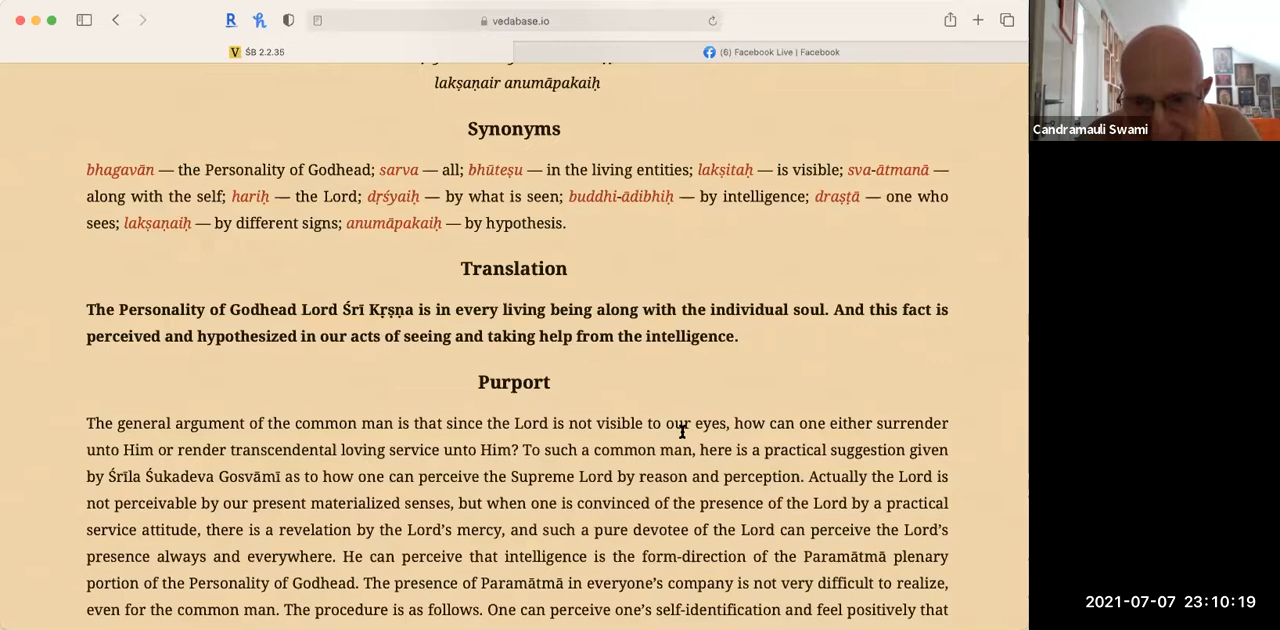 vedabase.io
ŚB 2.2.35
(6) Facebook Live | Facebook
lakṣaṇair anumāpakaiḥ
Synonyms
bhagavān — the Personality of Godhead; sarva — all; bhūteṣu — in the living entities; lakṣitaḥ — is visible; sva-ātmanā —
along with the self; hariḥ — the Lord; dṛśyaiḥ — by what is seen; buddhi-ādibhiḥ — by intelligence; draṣṭā — one who
sees; lakṣaṇaiḥ — by different signs; anumāpakaiḥ — by hypothesis.
Translation
The Personality of Godhead Lord Śrī Kṛṣṇa is in every living being along with the individual soul. And this fact is
perceived and hypothesized in our acts of seeing and taking help from the intelligence.
Purport
The general argument of the common man is that since the Lord is not visible to our eyes, how can one either surrender
unto Him or render transcendental loving service unto Him? To such a common man, here is a practical suggestion given
by Śrīla Śukadeva Gosvāmī as to how one can perceive the Supreme Lord by reason and perception. Actually the Lord is
not perceivable by our present materialized senses, but when one is convinced of the presence of the Lord by a practical
service attitude, there is a revelation by the Lord's mercy, and such a pure devotee of the Lord can perceive the Lord's
presence always and everywhere. He can perceive that intelligence is the form-direction of the Paramātmā plenary
portion of the Personality of Godhead. The presence of Paramātmā in everyone's company is not very difficult to realize,
even for the common man. The procedure is as follows. One can perceive one's self-identification and feel positively that
Candramauli Swami
2021-07-07 23:10:19